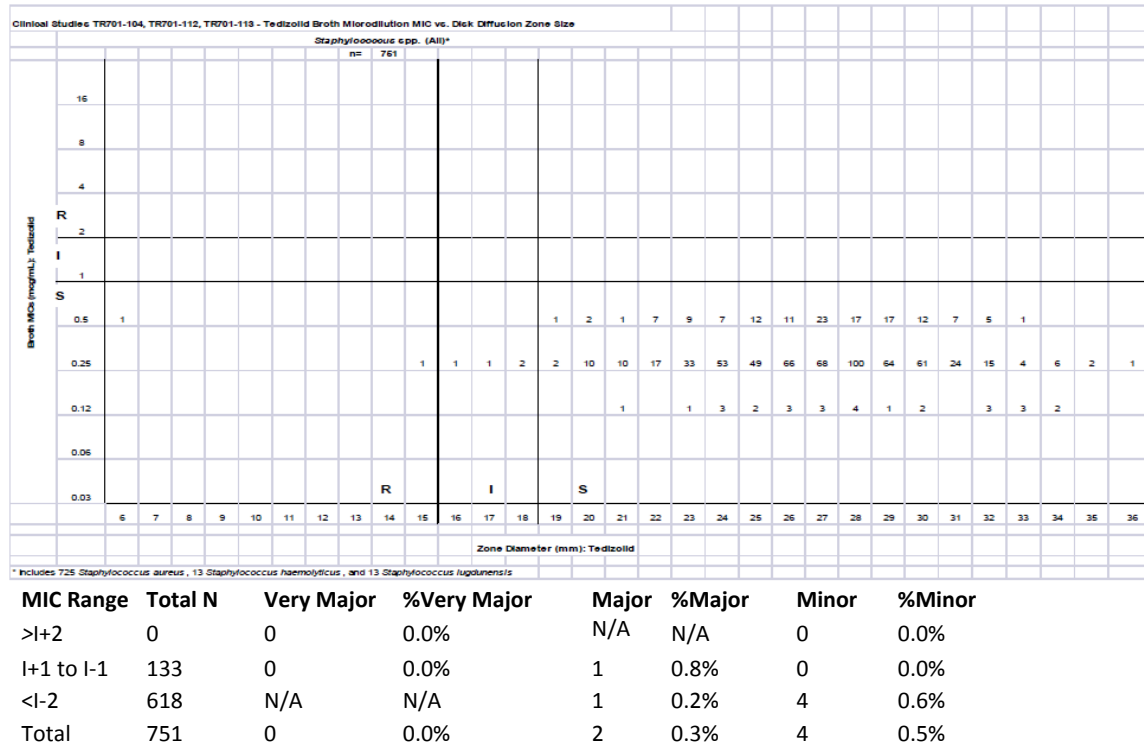 Clinical Studies TR701-104, TR701-112, TR701-113 - Tedizolid Broth Microdilution MIC vs. Disk Diffusion Zone Size
Staphylococcus spp. (All)*
n= 751
16
8
4
R
2
I
1
S
0.5 1 1 2 1 7 9 7 12 11 23 17 17 12 7 5 1
0.25 1 1 1 2 2 10 10 17 33 53 49 66 68 100 64 61 24 15 4 6 2 1
0.12 1 1 3 2 3 3 4 1 2 3 3 2
0.06
R I S
0.03
6 7 8 9 10 11 12 13 14 15 16 17 18 19 20 21 22 23 24 25 26 27 28 29 30 31 32 33 34 35 36
Broth MICs (mcg/mL): Tedizolid
Zone Diameter (mm): Tedizolid
* Includes 725 Staphylococcus aureus , 13 Staphylococcus haemolyticus , and 13 Staphylococcus lugdunensis
MIC Range Total N Very Major %Very Major Major %Major Minor %Minor
>I+2 0 0 0.0% N/A N/A 0 0.0%
I+1 to I-1 133 0 0.0% 1 0.8% 0 0.0%
<I-2 618 N/A N/A 1 0.2% 4 0.6%
Total 751 0 0.0% 2 0.3% 4 0.5%